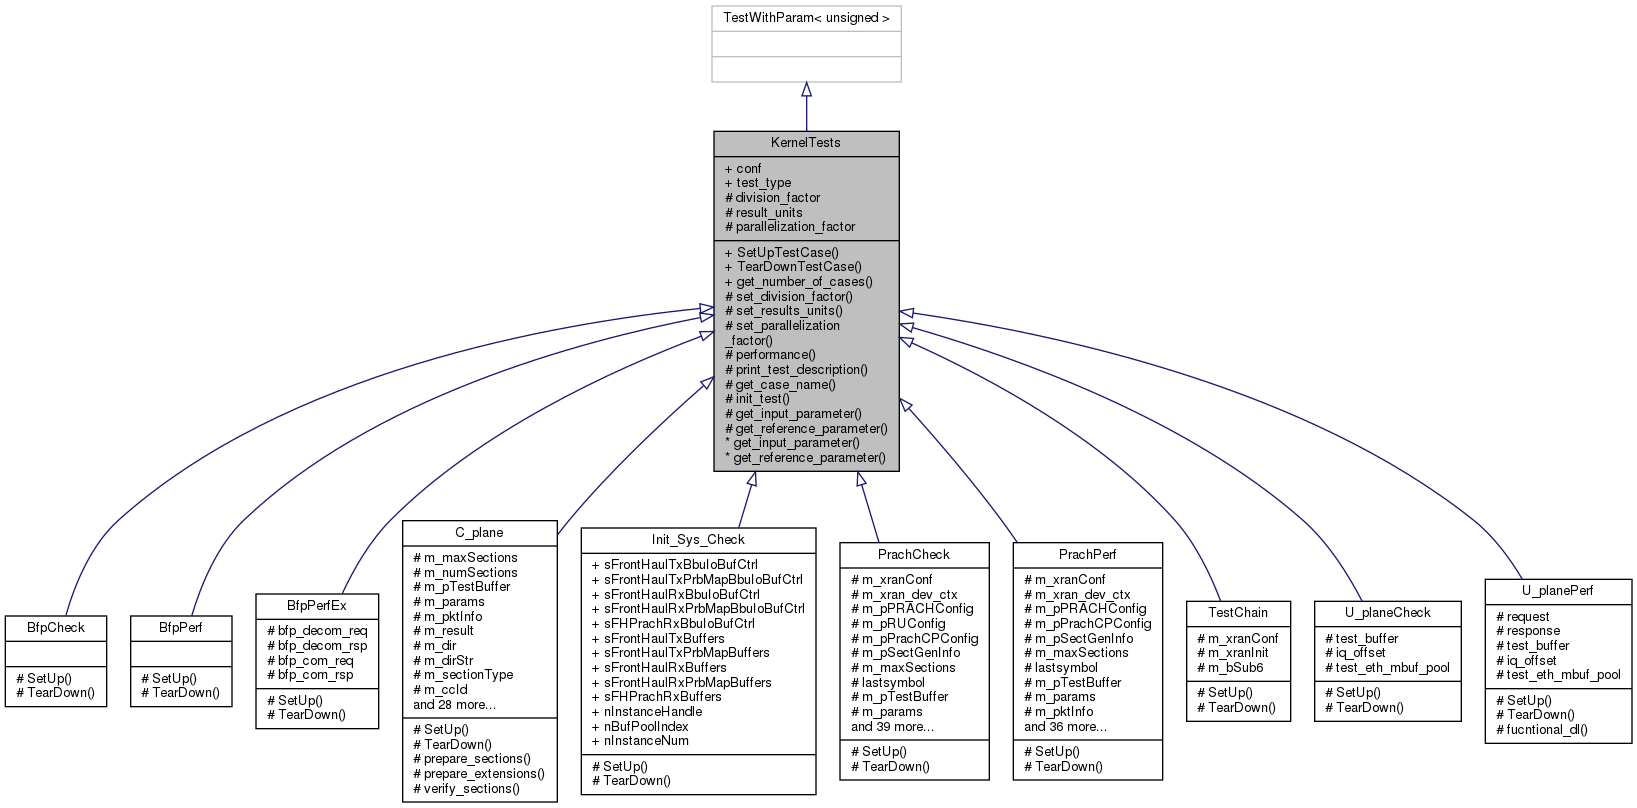 TestWithParam< unsigned >
KernelTests
+ conf
+ test_type
# division_factor
# result_units
# parallelization_factor
+ SetUpTestCase()
+ TearDownTestCase()
+ get_number_of_cases()
# set_division_factor()
# set_results_units()
# set_parallelization
_factor()
# performance()
# print_test_description()
# get_case_name()
# init_test()
# get_input_parameter()
# get_reference_parameter()
* get_input_parameter()
* get_reference_parameter()
BfpCheck
# SetUp()
# TearDown()
BfpPerf
# SetUp()
# TearDown()
BfpPerfEx
# bfp_decom_req
# bfp_decom_rsp
# bfp_com_req
# bfp_com_rsp
# SetUp()
# TearDown()
C_plane
# m_maxSections
# m_numSections
# m_pTestBuffer
# m_params
# m_pktInfo
# m_result
# m_dir
# m_dirStr
# m_sectionType
# m_ccId
and 28 more...
# SetUp()
# TearDown()
# prepare_sections()
# prepare_extensions()
# verify_sections()
Init_Sys_Check
+ sFrontHaulTxBbuIoBufCtrl
+ sFrontHaulTxPrbMapBbuIoBufCtrl
+ sFrontHaulRxBbuIoBufCtrl
+ sFrontHaulRxPrbMapBbuIoBufCtrl
+ sFHPrachRxBbuIoBufCtrl
+ sFrontHaulTxBuffers
+ sFrontHaulTxPrbMapBuffers
+ sFrontHaulRxBuffers
+ sFrontHaulRxPrbMapBuffers
+ sFHPrachRxBuffers
+ nInstanceHandle
+ nBufPoolIndex
+ nInstanceNum
# SetUp()
# TearDown()
PrachCheck
# m_xranConf
# m_xran_dev_ctx
# m_pPRACHConfig
# m_pRUConfig
# m_pPrachCPConfig
# m_pSectGenInfo
# m_maxSections
# lastsymbol
# m_pTestBuffer
# m_params
and 39 more...
# SetUp()
# TearDown()
PrachPerf
# m_xranConf
# m_xran_dev_ctx
# m_pPRACHConfig
# m_pPrachCPConfig
# m_pSectGenInfo
# m_maxSections
# lastsymbol
# m_pTestBuffer
# m_params
# m_pktInfo
and 36 more...
# SetUp()
# TearDown()
TestChain
# m_xranConf
# m_xranInit
# m_bSub6
# SetUp()
# TearDown()
U_planeCheck
# test_buffer
# iq_offset
# test_eth_mbuf_pool
# SetUp()
# TearDown()
U_planePerf
# request
# response
# test_buffer
# iq_offset
# test_eth_mbuf_pool
# SetUp()
# TearDown()
# fucntional_dl()